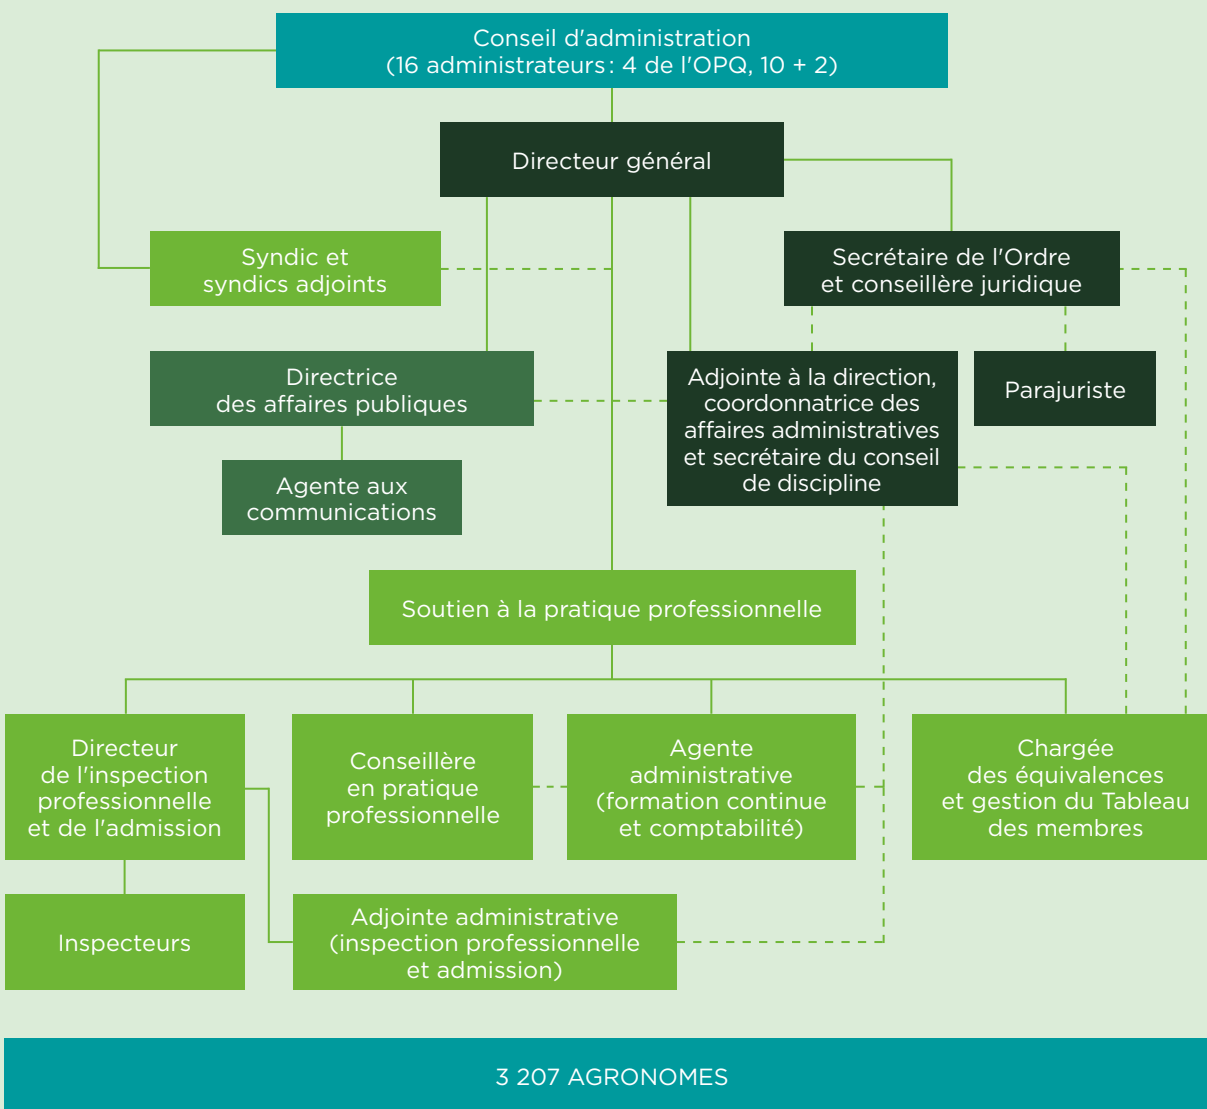 Conseil d'administration
(16 administrateurs : 4 de l'OPQ, 10 + 2)
Directeur général
Syndic et
syndics adjoints
Secrétaire de l'Ordre
et conseillère juridique
Directrice
des affaires publiques
Adjointe à la direction,
coordonnatrice des
affaires administratives
et secrétaire du conseil
de discipline
Parajuriste
Agente aux
communications
Soutien à la pratique professionnelle
Directeur
de l'inspection
professionnelle
et de l'admission
Conseillère
en pratique
professionnelle
Agente
administrative
(formation continue
et comptabilité)
Chargée
des équivalences
et gestion du Tableau
des membres
Inspecteurs
Adjointe administrative
(inspection professionnelle
et admission)
3 207 AGRONOMES